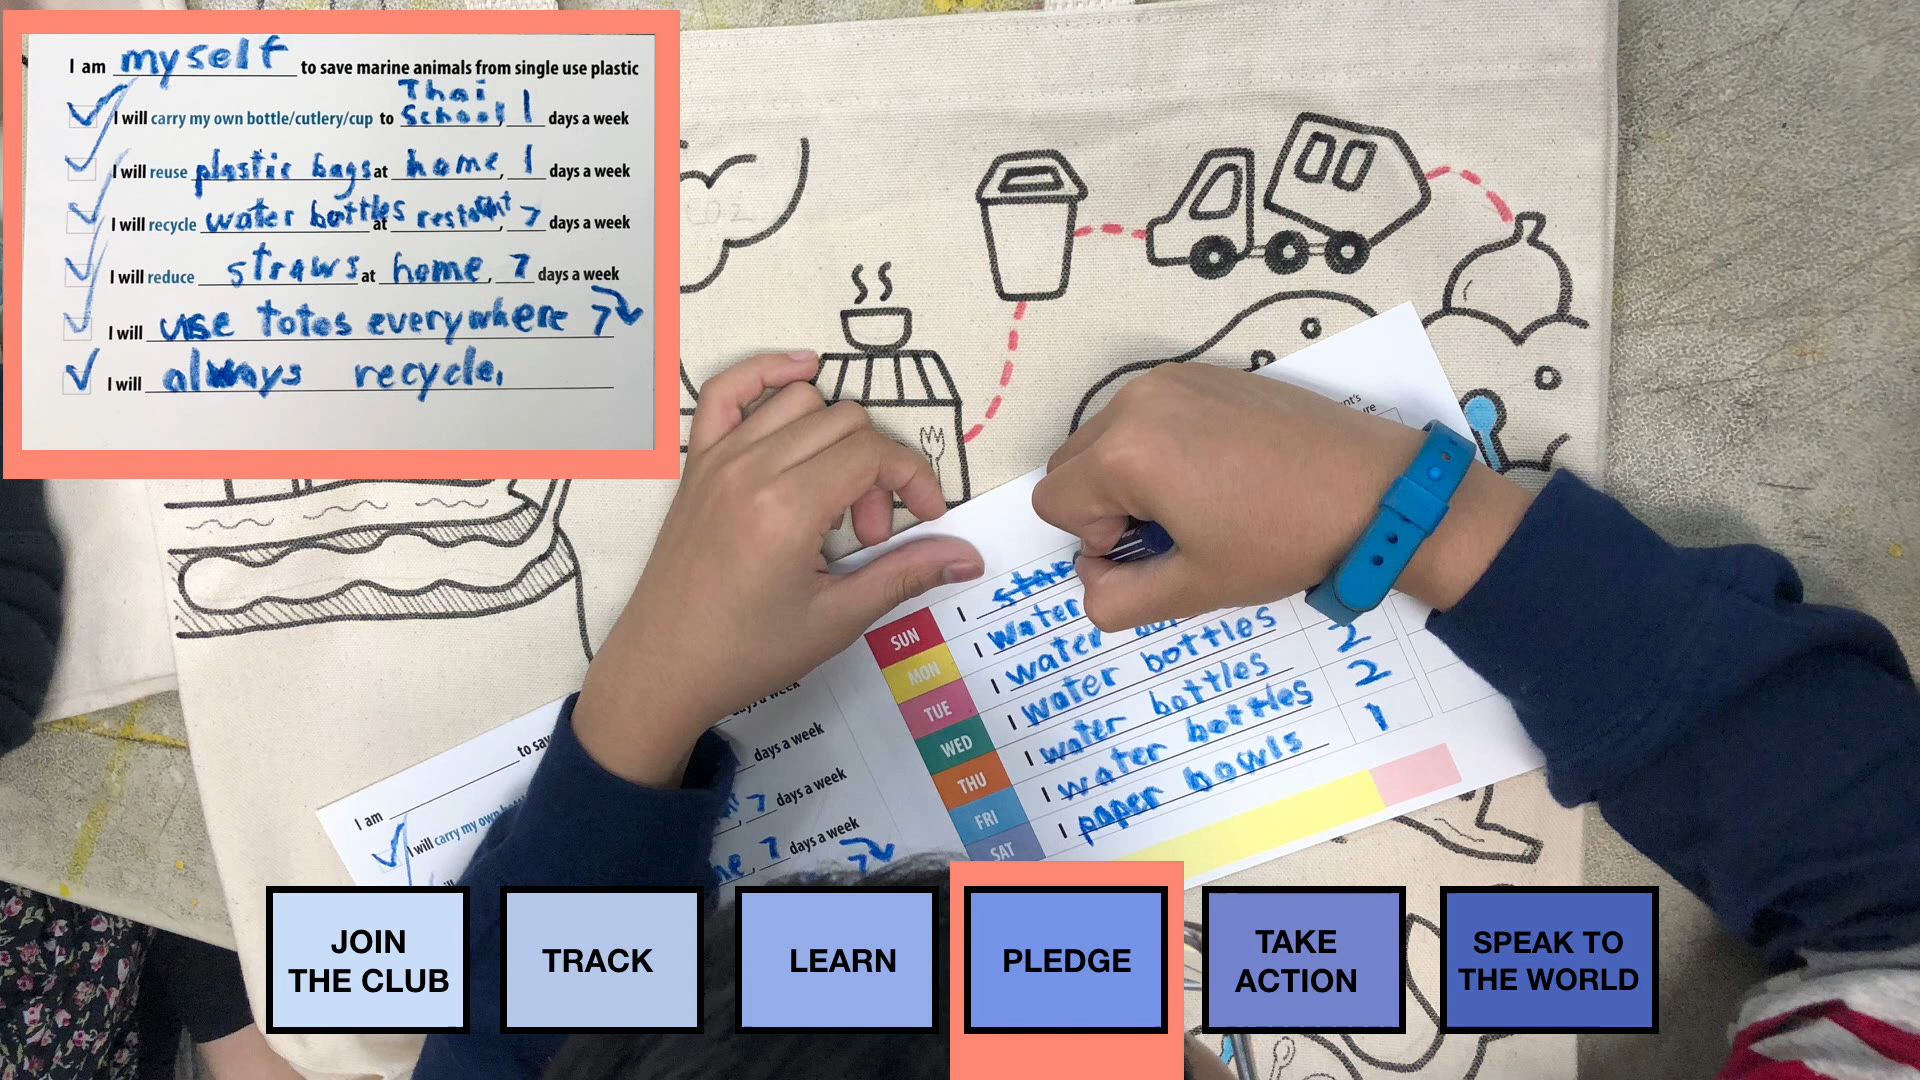 I am myself to save marine animals from single use plastic
I will carry my own bottle/cutlery/cup to Thai School, 1 days a week
I will reuse plastic bags at home, 1 days a week
I will recycle water bottles at 7 days a week
I will reduce straws at home, 7 days a week
I will use totes everywhere 7
I will always recycle.
SUN I
MON I water
TUE I water
WED I water bottles
THU I water bottles 2
FRI I water bottles 2
SAT I paper bowls 1
I am to
I will carry my own
days a week
7 days a week
7 days a week
7
JOIN THE CLUB
TRACK
LEARN
PLEDGE
TAKE ACTION
SPEAK TO THE WORLD